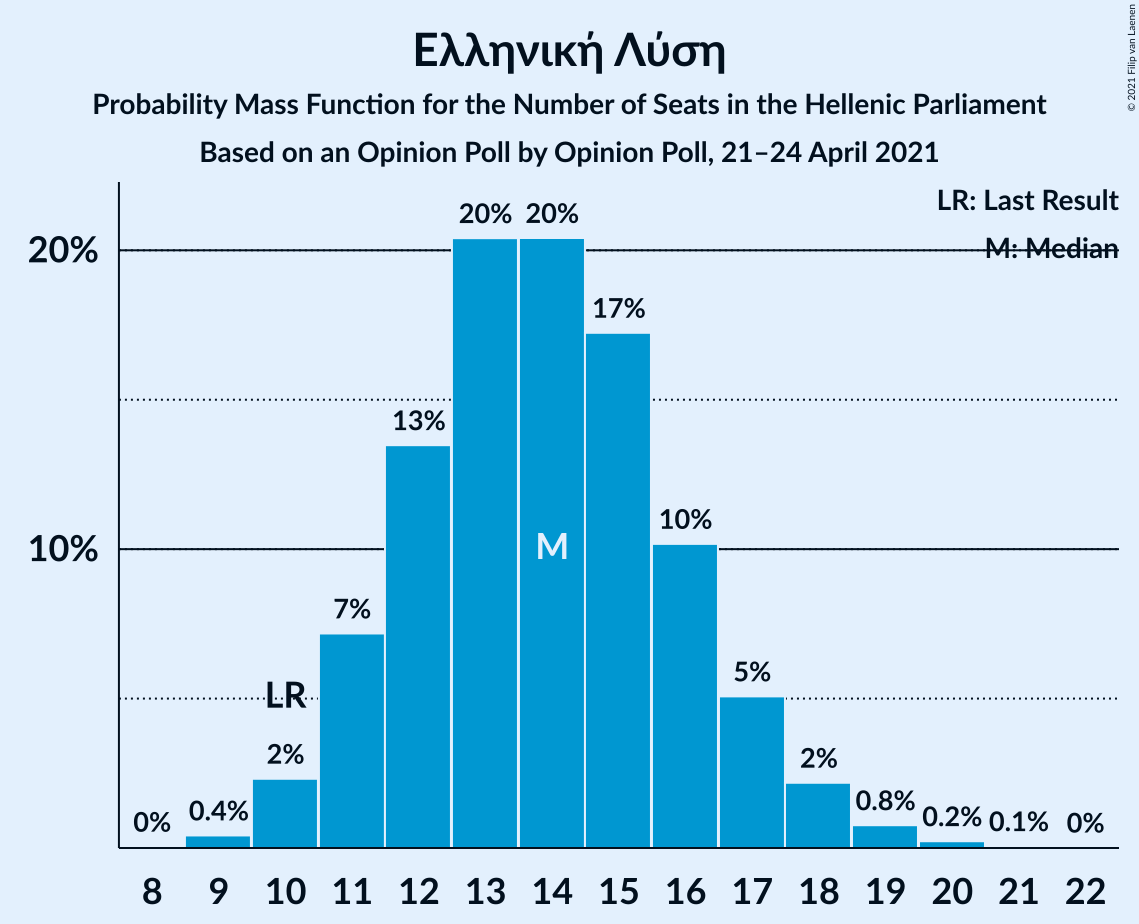 Ελληνική Λύση
Probability Mass Function for the Number of Seats in the Hellenic Parliament
Based on an Opinion Poll by Opinion Poll, 21–24 April 2021
© 2021 Filip van Laenen
LR: Last Result
M: Median
20%
10%
0%
0.4%
2%
7%
13%
20%
20%
17%
10%
5%
2%
0.8%
0.2%
0.1%
0%
LR
M
8 9 10 11 12 13 14 15 16 17 18 19 20 21 22